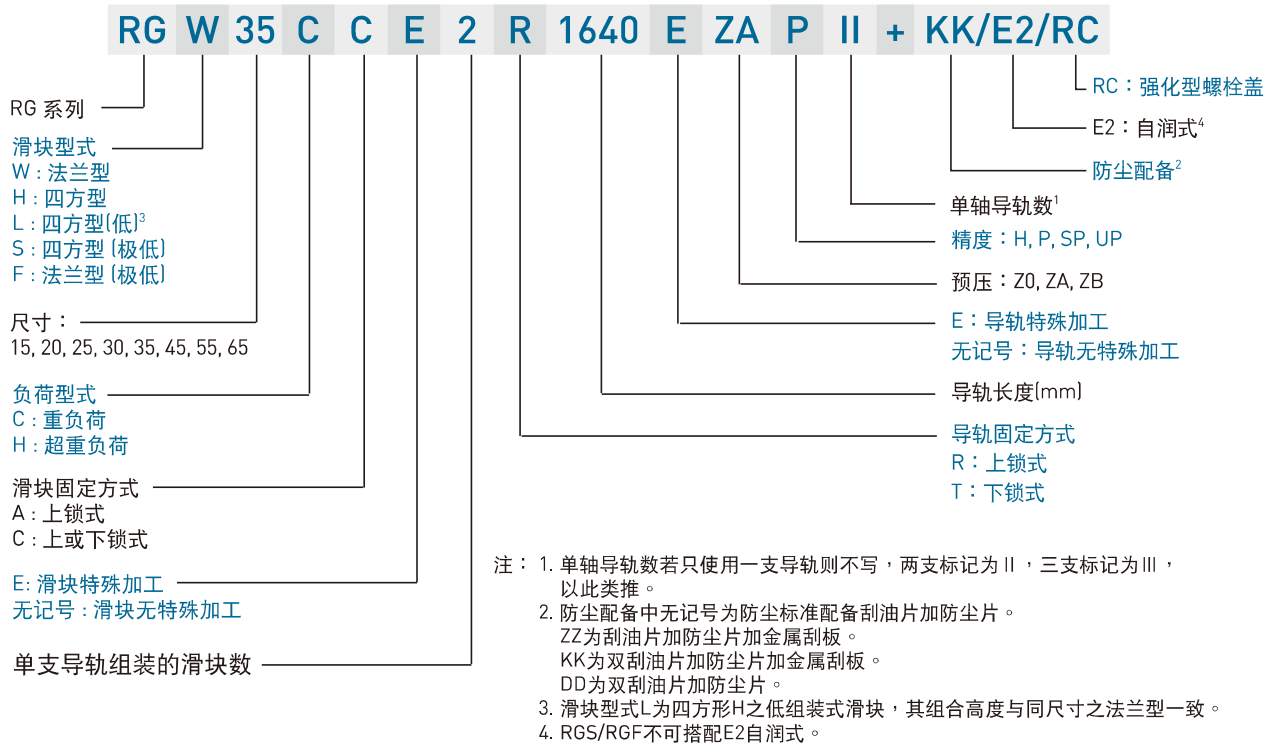 RG W 35 C C E 2 R 1640 E ZA P II + KK/E2/RC
RG 系列
滑块型式
W : 法兰型
H : 四方型
L : 四方型(低)3
S : 四方型 (极低)
F : 法兰型 (极低)
尺寸：
15, 20, 25, 30, 35, 45, 55, 65
负荷型式
C : 重负荷
H : 超重负荷
滑块固定方式
A : 上锁式
C : 上或下锁式
E: 滑块特殊加工
无记号 : 滑块无特殊加工
单支导轨组装的滑块数
RC：强化型螺栓盖
E2：自润式4
防尘配备2
单轴导轨数1
精度：H, P, SP, UP
预压：Z0, ZA, ZB
E：导轨特殊加工
无记号：导轨无特殊加工
导轨长度(mm)
导轨固定方式
R：上锁式
T：下锁式
注： 1. 单轴导轨数若只使用一支导轨则不写，两支标记为 II ，三支标记为 III ，
以此类推。
2. 防尘配备中无记号为防尘标准配备刮油片加防尘片。
ZZ为刮油片加防尘片加金属刮板。
KK为双刮油片加防尘片加金属刮板。
DD为双刮油片加防尘片。
3. 滑块型式L为四方形H之低组装式滑块，其组合高度与同尺寸之法兰型一致。
4. RGS/RGF不可搭配E2自润式。